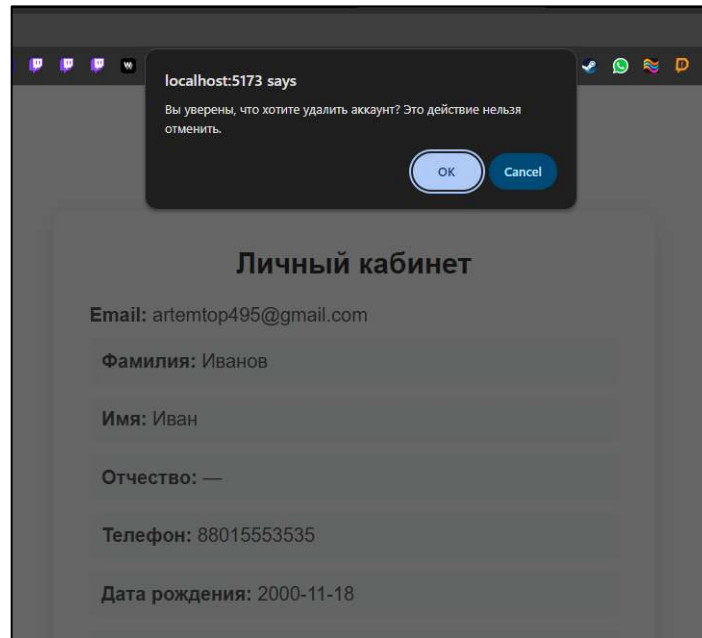 localhost:5173 says
Вы уверены, что хотите удалить аккаунт? Это действие нельзя
отменить.
OK
Cancel
Личный кабинет
Email: artemtop495@gmail.com
Фамилия: Иванов
Имя: Иван
Отчество: —
Телефон: 88015553535
Дата рождения: 2000-11-18